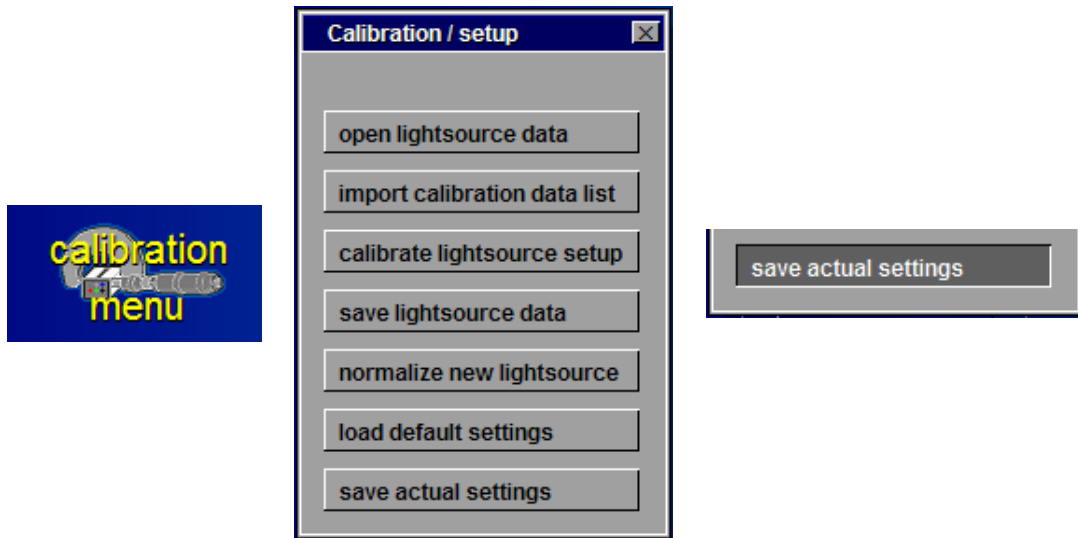 calibration
menu
Calibration / setup
open lightsource data
import calibration data list
calibrate lightsource setup
save lightsource data
normalize new lightsource
load default settings
save actual settings
save actual settings